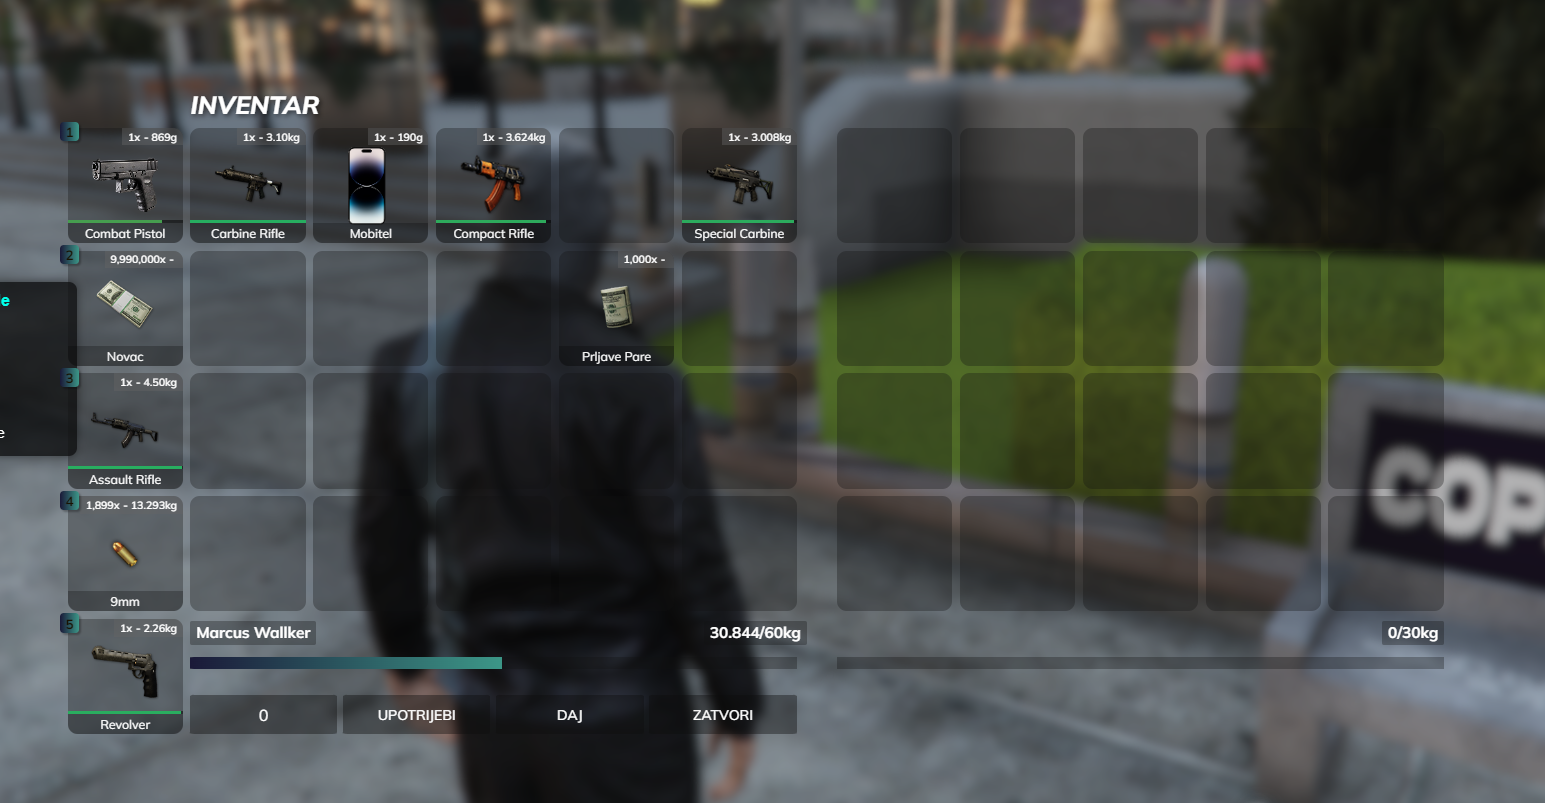 INVENTAR
1
1x - 869g
Combat Pistol
1x - 3.10kg
Carbine Rifle
1x - 190g
Mobitel
1x - 3.624kg
Compact Rifle
1x - 3.008kg
Special Carbine
2
9,990,000x -
Novac
1,000x -
Prljave Pare
3
1x - 4.50kg
Assault Rifle
4
1,899x - 13.293kg
9mm
5
1x - 2.26kg
Revolver
Marcus Wallker
30.844/60kg
0/30kg
0
UPOTRIJEBI
DAJ
ZATVORI